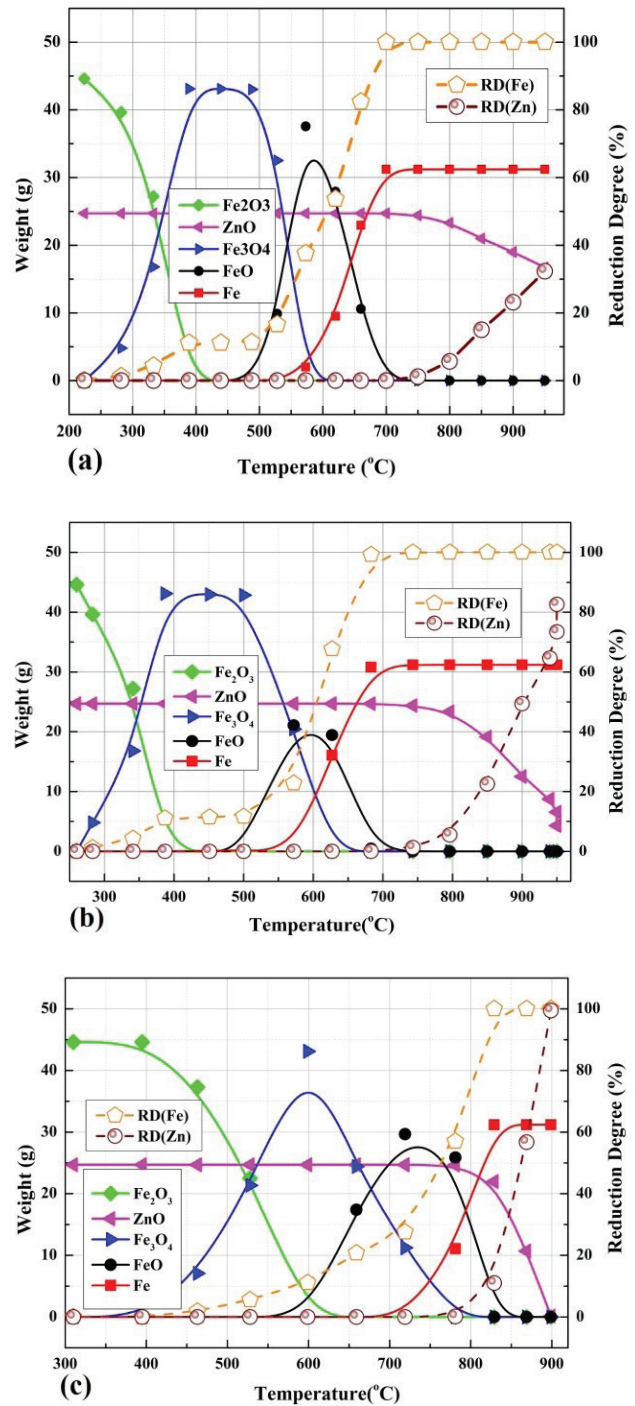 50
40
30
20
10
0
Weight (g)
100
80
60
40
20
0
Reduction Degree (%)
RD(Fe)
RD(Zn)
Fe2O3
ZnO
Fe3O4
FeO
Fe
200 300 400 500 600 700 800 900
(a)
Temperature (°C)
50
40
30
20
10
0
Weight (g)
100
80
60
40
20
0
Reduction Degree (%)
RD(Fe)
RD(Zn)
Fe₂O₃
ZnO
Fe₃O₄
FeO
Fe
300 400 500 600 700 800 900
(b)
Temperature(°C)
50
40
30
20
10
0
Weight (g)
100
80
60
40
20
0
Reduction Degree (%)
RD(Fe)
RD(Zn)
Fe₂O₃
ZnO
Fe₃O₄
FeO
Fe
300 400 500 600 700 800 900
(c)
Temperature(°C)